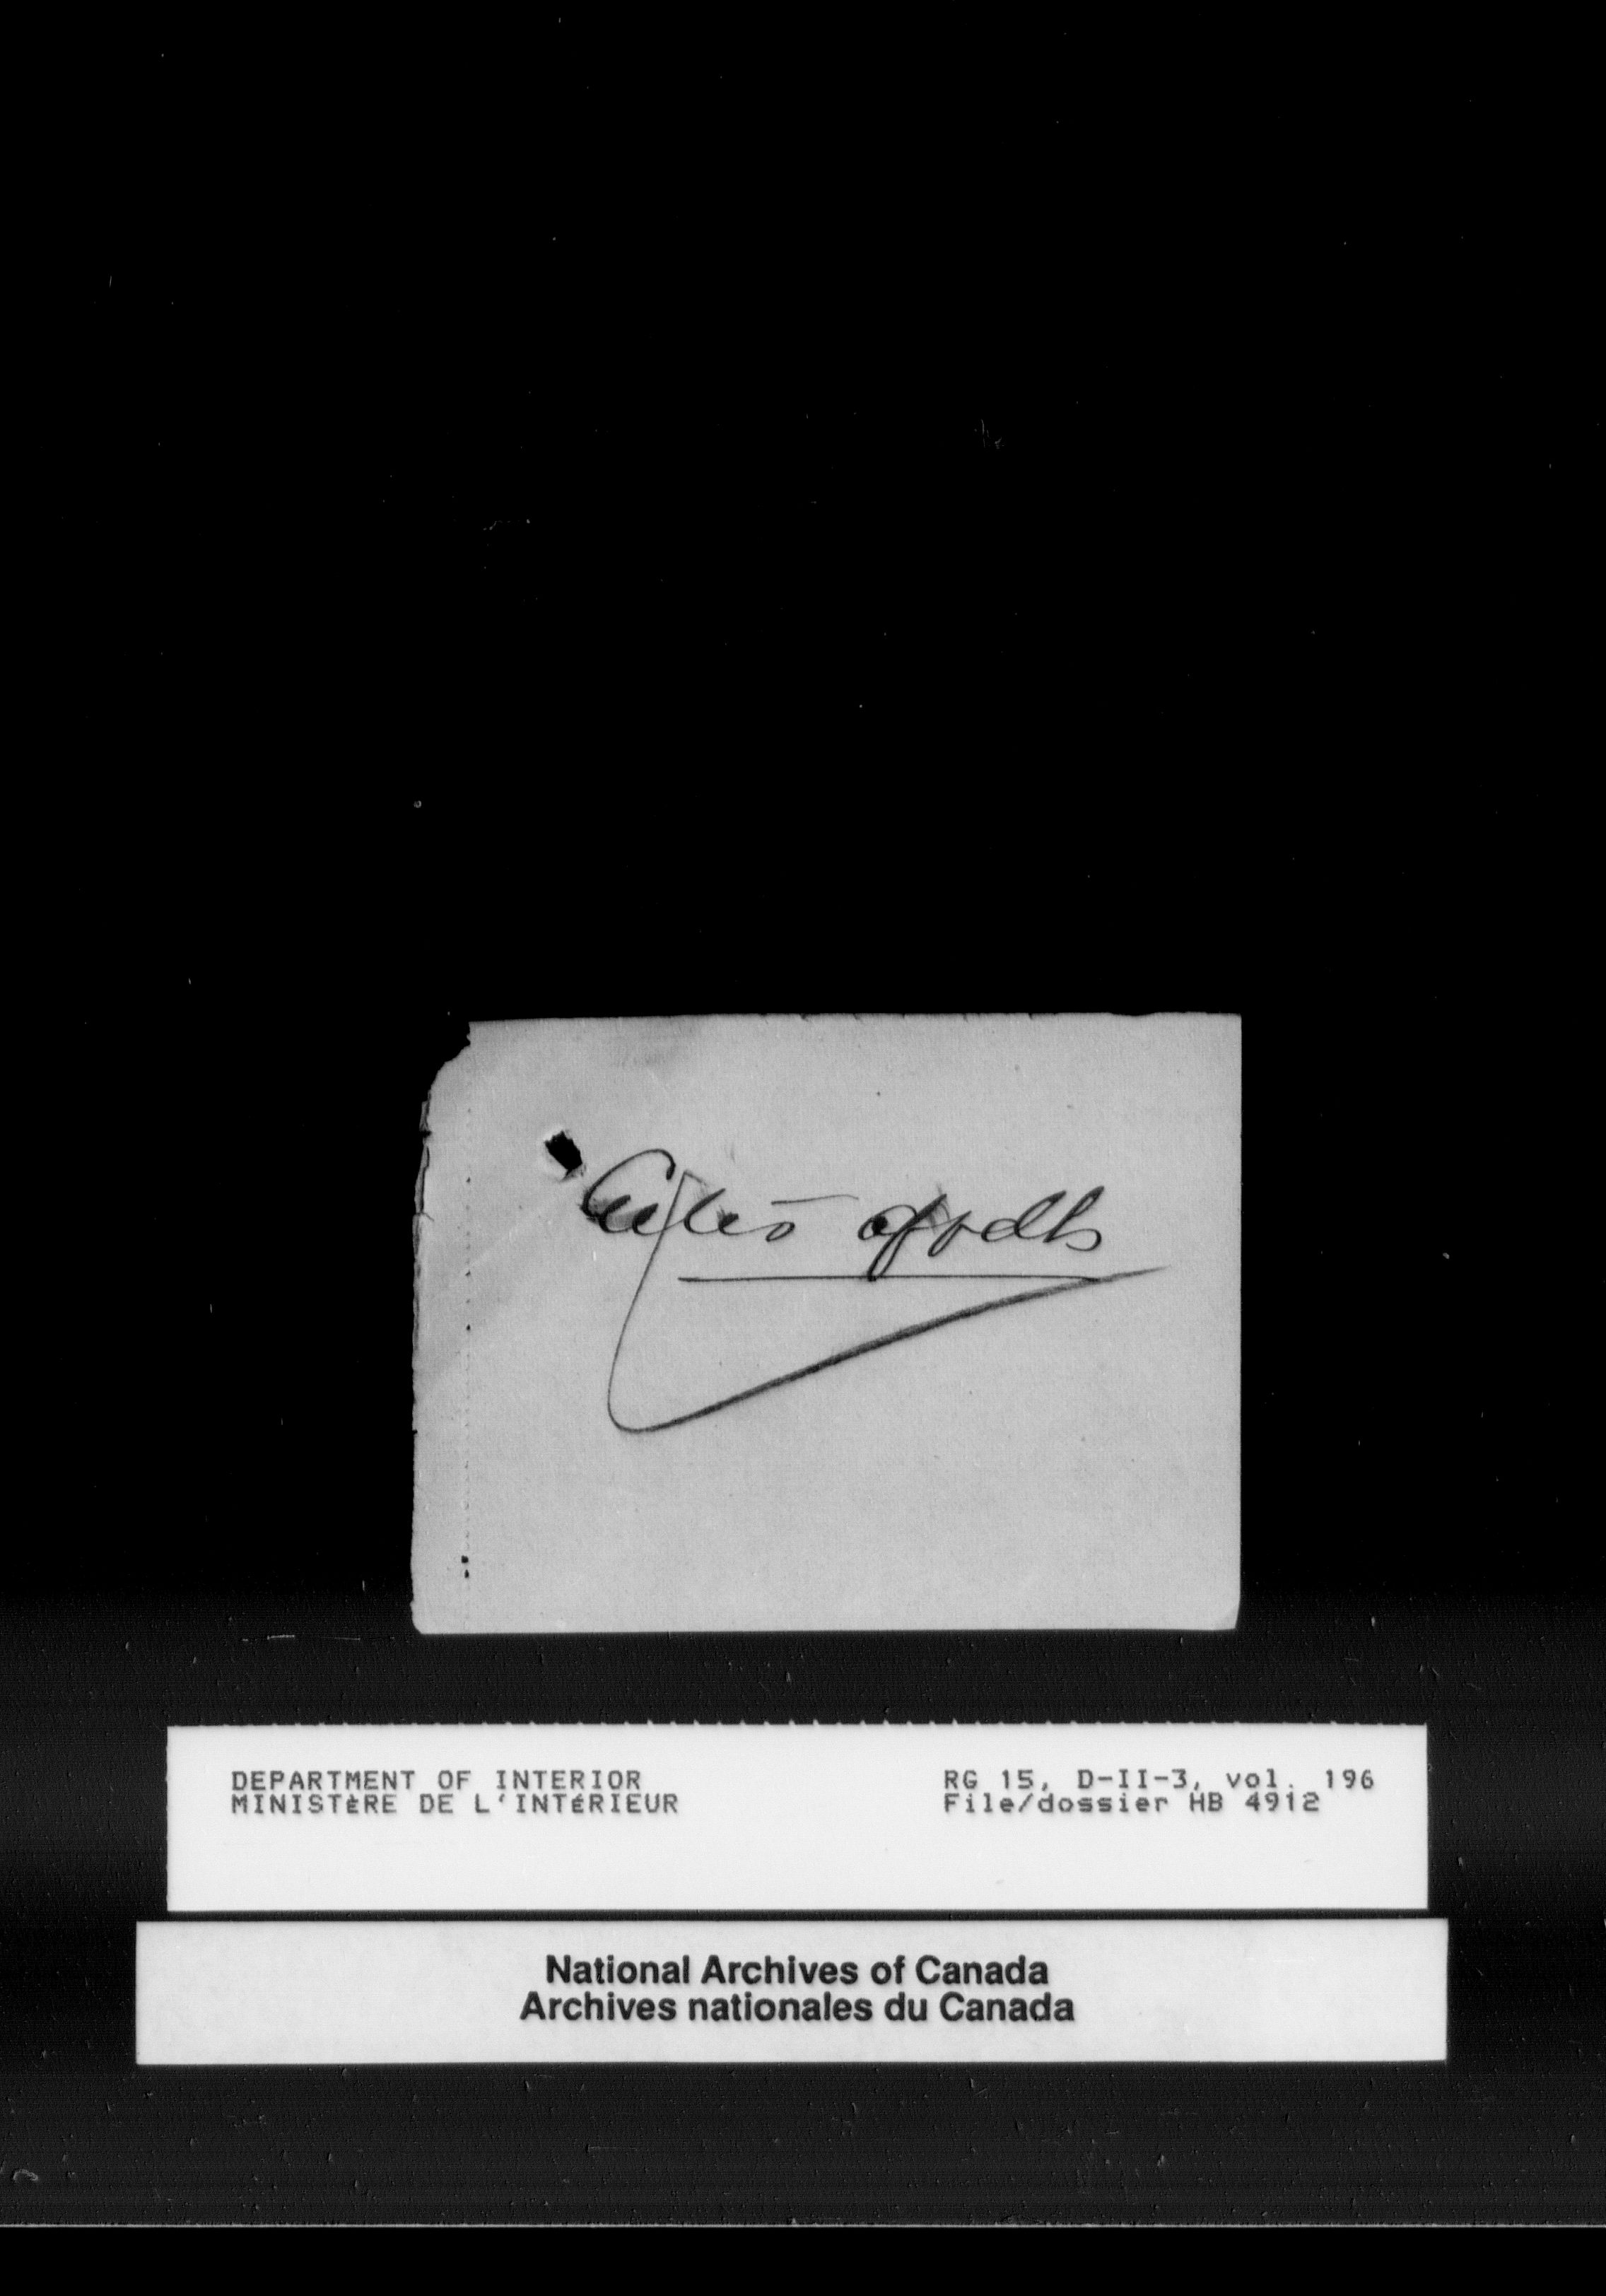 DEPARTMENT OF INTERIOR
MINISTÈRE DE L'INTÉRIEUR
RG 15, D-II-3, vol. 196
File/dossier HB 4912
National Archives of Canada
Archives nationales du Canada